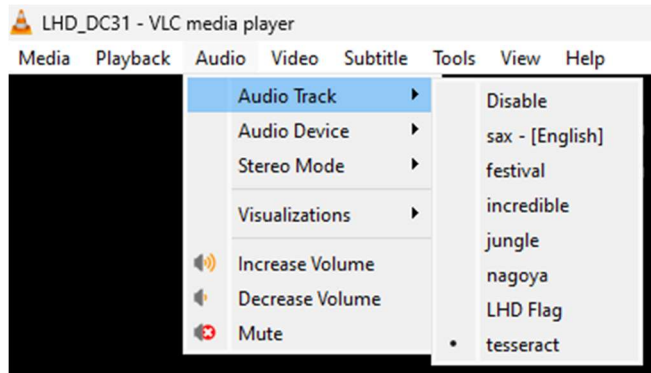 LHD_DC31 - VLC media player
Media Playback Audio Video Subtitle Tools View Help
Audio Track
Audio Device
Stereo Mode
Visualizations
Increase Volume
Decrease Volume
Mute
Disable
sax - [English]
festival
incredible
jungle
nagoya
LHD Flag
tesseract